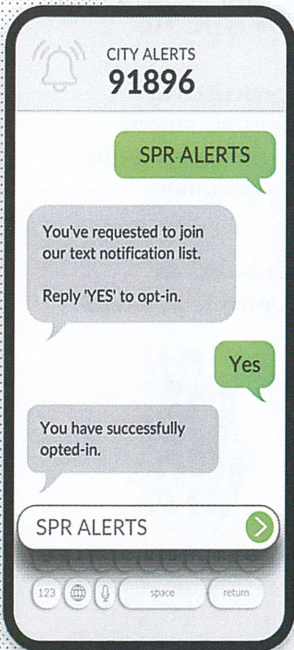 CITY ALERTS
91896
SPR ALERTS
You've requested to join
our text notification list.
Reply 'YES' to opt-in.
Yes
You have successfully
opted-in.
SPR ALERTS
123
space
return